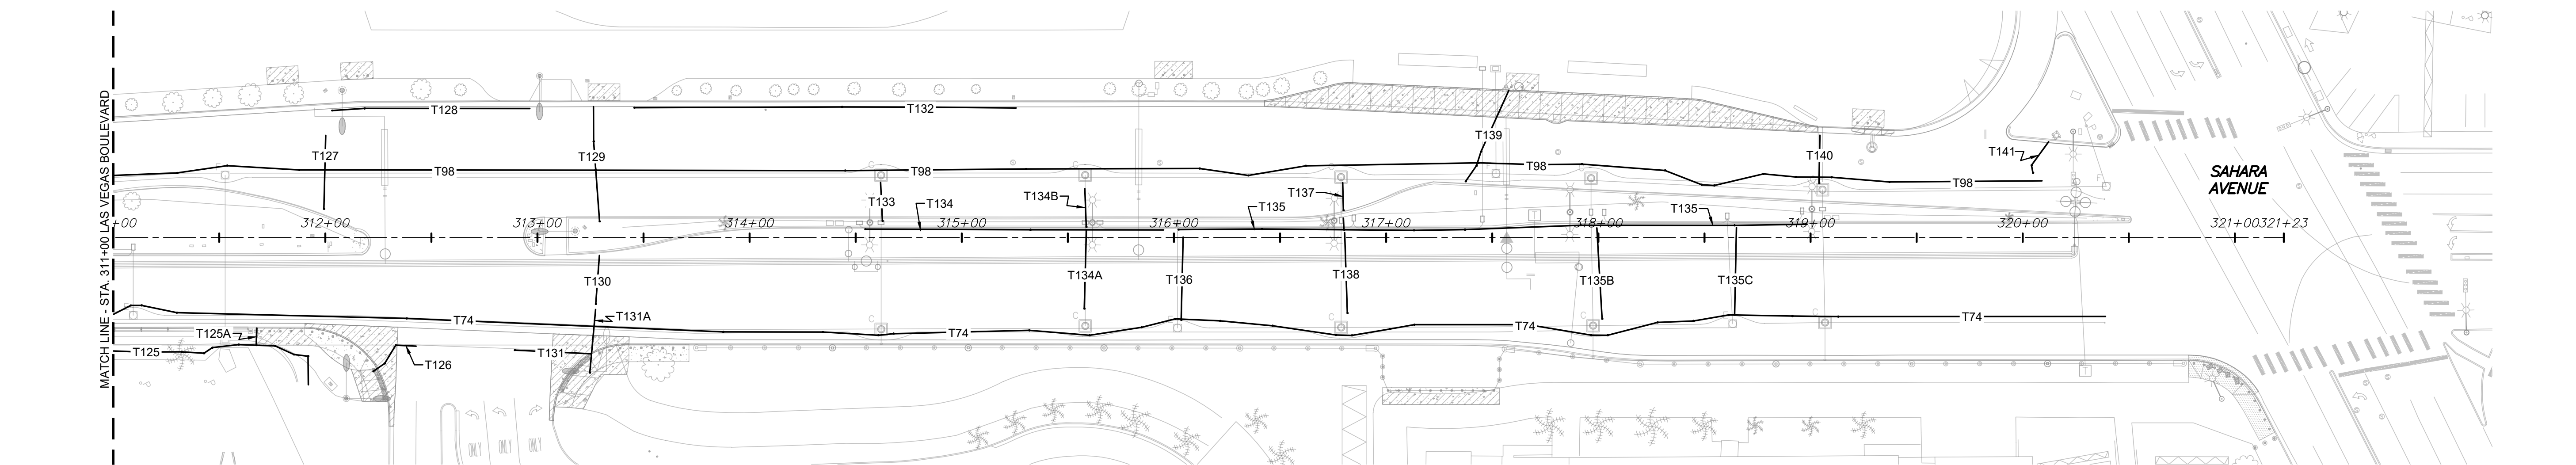 MATCH LINE - STA. 311+00 LAS VEGAS BOULEVARD
T128
T132
T139
T127
T129
T140
T141
T98
T98
T98
T98
SAHARA
AVENUE
T133
T134
T134B
T137
T135
T135
+00
312+00
313+00
314+00
315+00
316+00
317+00
318+00
319+00
320+00
321+00
321+23
T130
T134A
T136
T138
T135B
T135C
T131A
T74
T74
T74
T74
T125A
T125
T126
T131
ONLY
ONLY
ONLY